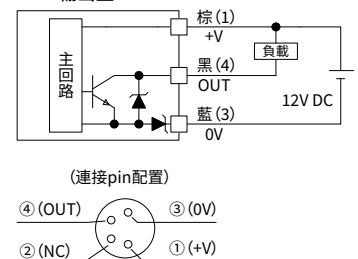 棕(1)
+V
負載
黑(4)
OUT
主回路
12V DC
藍(3)
0V
(連接pin配置)
④(OUT) ③(0V)
②(NC) ①(+V)